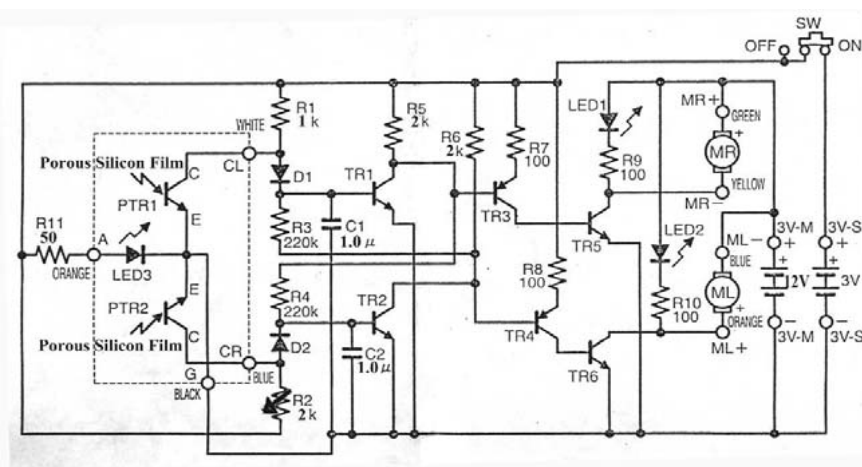 SW
OFF
ON
R1
1 k
R5
2k
R6
2k
R7
100
LED1
R9
100
MR+
GREEN
+
MR
YELLOW
MR-
WHITE
CL
Porous Silicon Film
C
PTR1
E
D1
TR1
R3
220k
C1
1.0 μ
TR3
TR5
LED2
R11
50
A
ORANGE
LED3
E
PTR2
C
Porous Silicon Film
G
BLACK
CR
BLUE
R4
220k
D2
TR2
C2
1.0 μ
R2
2k
R8
100
TR4
TR6
R10
100
ML-
BLUE
ML
+
ORANGE
ML+
3V-M
+
+
2V
-
3V-M
3V-S
+
+
3V
-
3V-S